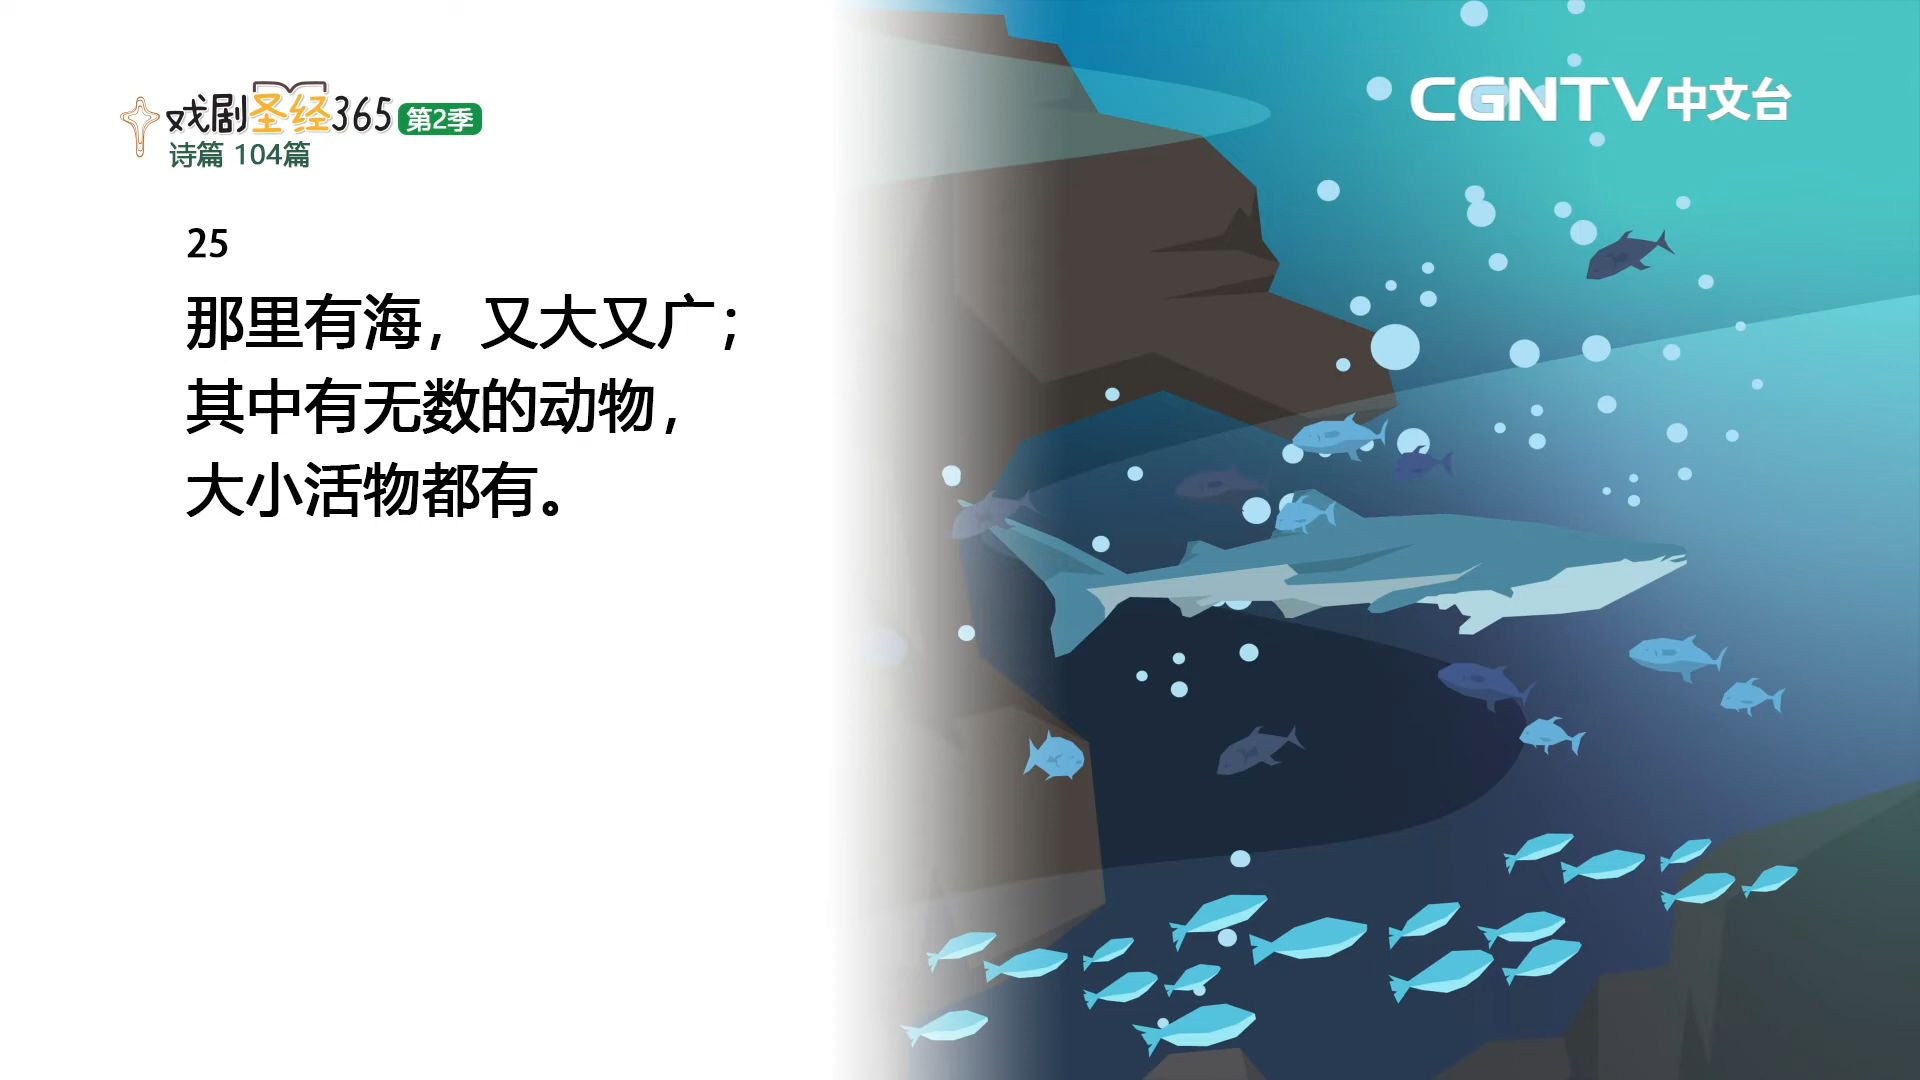 戏剧圣经365 第2季
诗篇 104篇
CGNTV中文台
25
那里有海，又大又广；
其中有无数的动物，
大小活物都有。